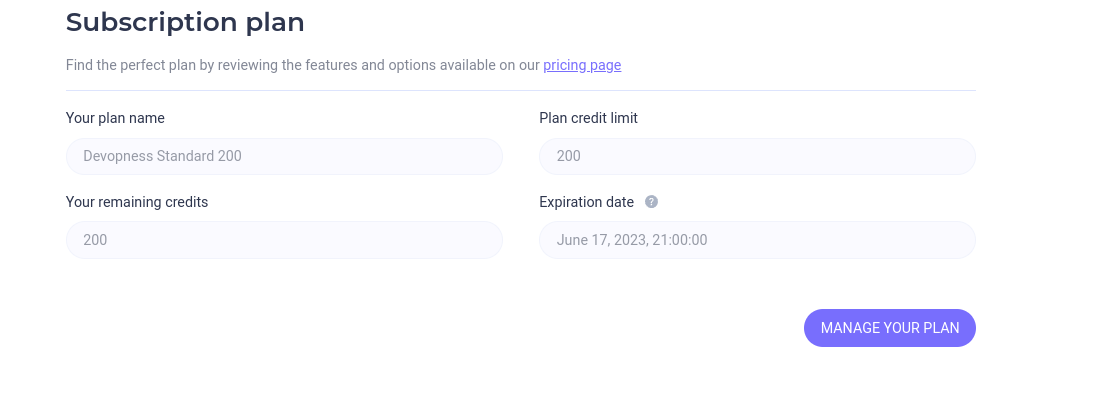 Subscription plan
Find the perfect plan by reviewing the features and options available on our pricing page
Your plan name
Plan credit limit
Devopness Standard 200
200
Your remaining credits
Expiration date ?
200
June 17, 2023, 21:00:00
MANAGE YOUR PLAN